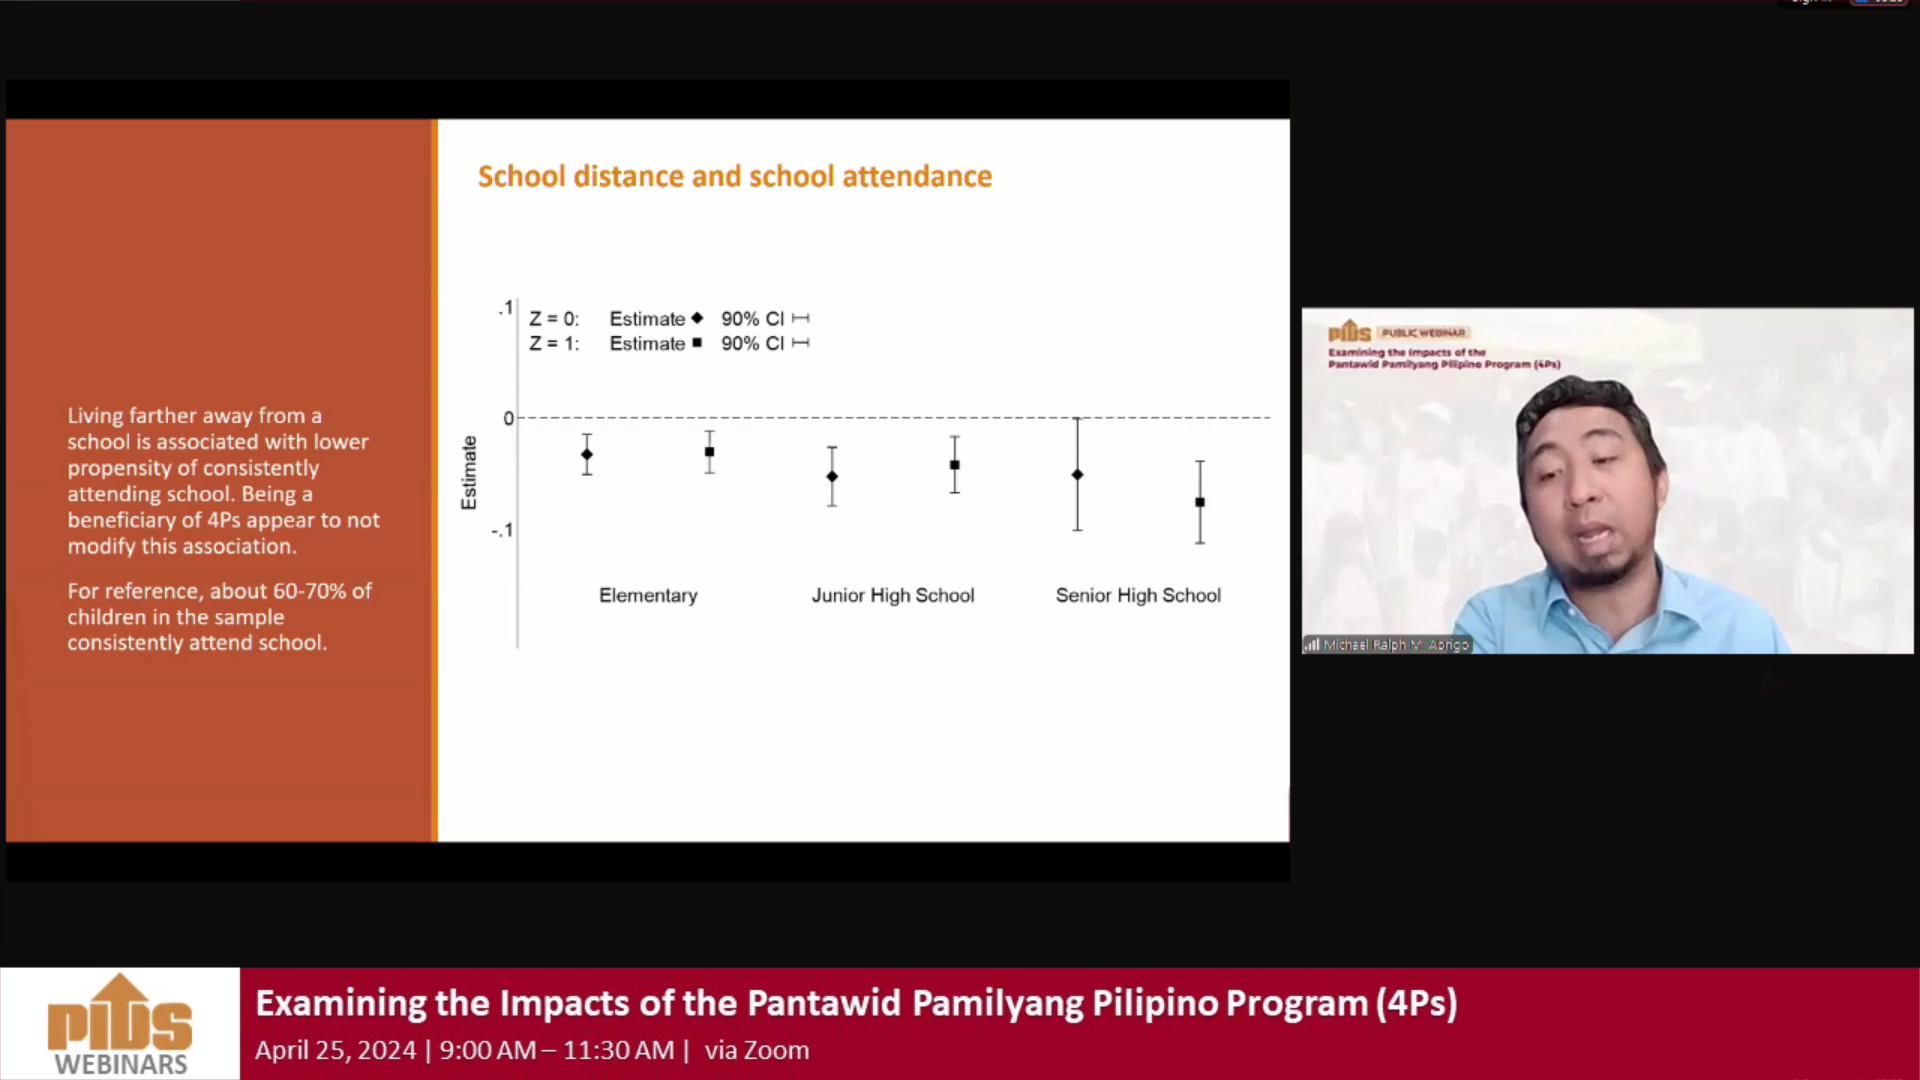 School distance and school attendance
Living farther away from a
school is associated with lower
propensity of consistently
attending school. Being a
beneficiary of 4Ps appear to not
modify this association.
For reference, about 60-70% of
children in the sample
consistently attend school.
.1
Z = 0: Estimate 90% CI
Z = 1: Estimate 90% CI
0
-.1
Estimate
Elementary
Junior High School
Senior High School
PIDS PUBLIC WEBINAR
Examining the Impacts of the
Pantawid Pamilyang Pilipino Program (4Ps)
Michael Ralph M. Abrigo
PIDS
WEBINARS
Examining the Impacts of the Pantawid Pamilyang Pilipino Program (4Ps)
April 25, 2024 | 9:00 AM – 11:30 AM | via Zoom